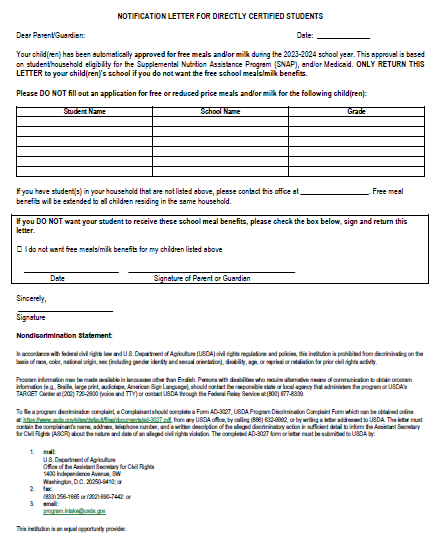 NOTIFICATION LETTER FOR DIRECTLY CERTIFIED STUDENTS
Dear Parent/Guardian: Date: ____________
Your child(ren) has been automatically approved for free meals and/or milk during the 2023-2024 school year. This approval is based
on student/household eligibility for the Supplemental Nutrition Assistance Program (SNAP), and/or Medicaid. ONLY RETURN THIS
LETTER to your child(ren)'s school if you do not want the free school meals/milk benefits.
Please DO NOT fill out an application for free or reduced price meals and/or milk for the following child(ren):
Student Name School Name Grade
If you have student(s) in your household that are not listed above, please contact this office at ________________. Free meal
benefits will be extended to all children residing in the same household.
If you DO NOT want your student to receive these school meal benefits, please check the box below, sign and return this
letter.
☐ I do not want free meals/milk benefits for my children listed above
Date Signature of Parent or Guardian
Sincerely,
Signature
Nondiscrimination Statement:
In accordance with federal civil rights law and U.S. Department of Agriculture (USDA) civil rights regulations and policies, this institution is prohibited from discriminating on
the basis of race, color, national origin, sex (including gender identity and sexual orientation), disability, age, or reprisal or retaliation for prior civil rights activity.
Program information may be made available in languages other than English. Persons with disabilities who require alternative means of communication to obtain program
information (e.g., Braille, large print, audiotape, American Sign Language), should contact the responsible state or local agency that administers the program or USDA's
TARGET Center at (202) 720-2600 (voice and TTY) or contact USDA through the Federal Relay Service at (800) 877-8339.
To file a program discrimination complaint, a Complainant should complete a Form AD-3027, USDA Program Discrimination Complaint Form which can be obtained online
at: https://www.usda.gov/sites/default/files/documents/ad-3027.pdf, from any USDA office, by calling (866) 632-9992, or by writing a letter addressed to USDA. The letter must
contain the complainant's name, address, telephone number, and a written description of the alleged discriminatory action in sufficient detail to inform the Assistant Secretary
for Civil Rights (ASCR) about the nature and date of an alleged civil rights violation. The completed AD-3027 form or letter must be submitted to USDA by:
1. mail:
U.S. Department of Agriculture
Office of the Assistant Secretary for Civil Rights
1400 Independence Avenue, SW
Washington, D.C. 20250-9410; or
2. fax:
(833) 256-1665 or (202) 690-7442; or
3. email:
program.intake@usda.gov
This institution is an equal opportunity provider.